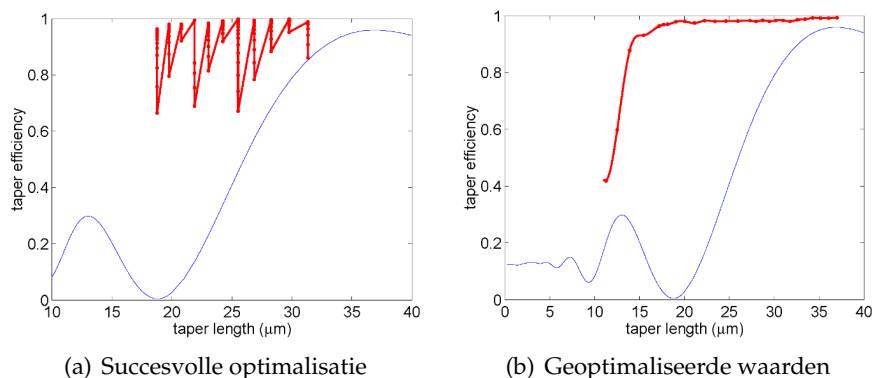 1
0.8
0.6
0.4
0.2
0
taper efficiency
10 15 20 25 30 35 40
taper length (μm)
(a) Succesvolle optimalisatie
1
0.8
0.6
0.4
0.2
0
taper efficiency
0 5 10 15 20 25 30 35 40
taper length (μm)
(b) Geoptimaliseerde waarden